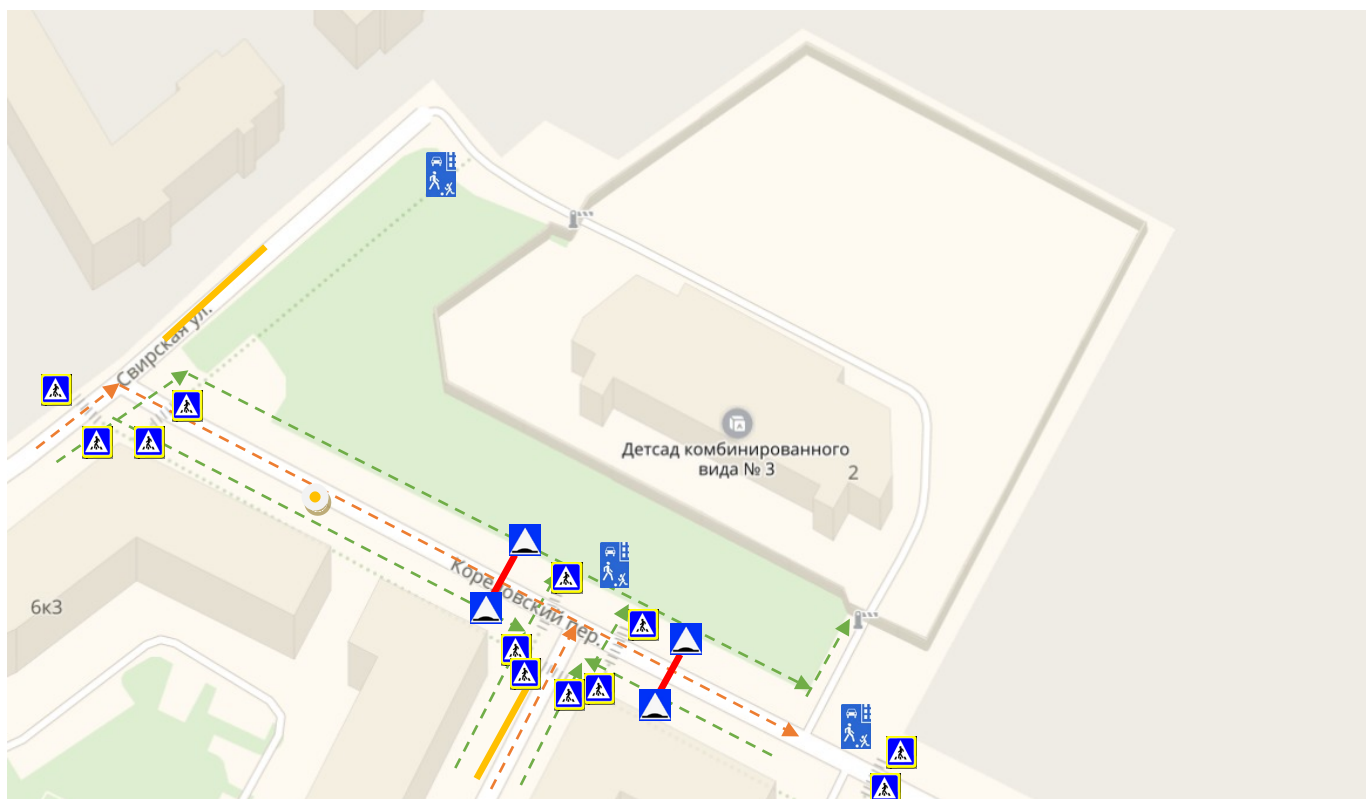 Свирская ул.
Детсад комбинированного
вида № 3
2
6к3